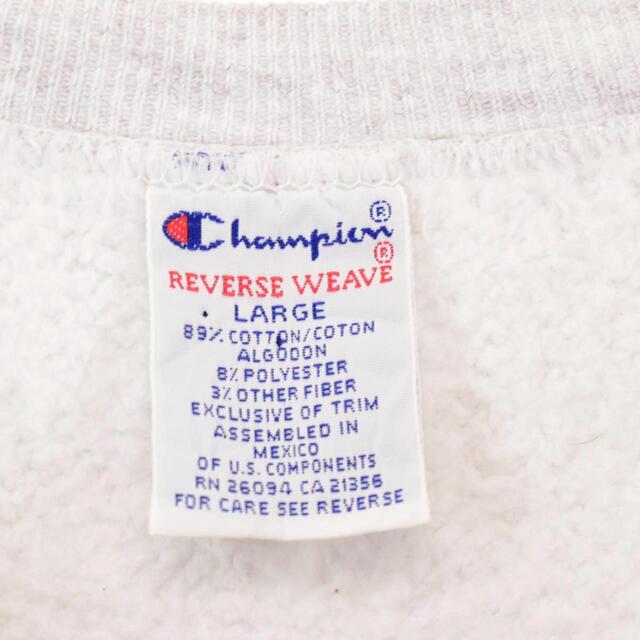 Champion®
REVERSE WEAVE®
LARGE
89% COTTON/COTON
ALGODON
8% POLYESTER
3% OTHER FIBER
EXCLUSIVE OF TRIM
ASSEMBLED IN
MEXICO
OF U.S. COMPONENTS
RN 26094 CA 21356
FOR CARE SEE REVERSE